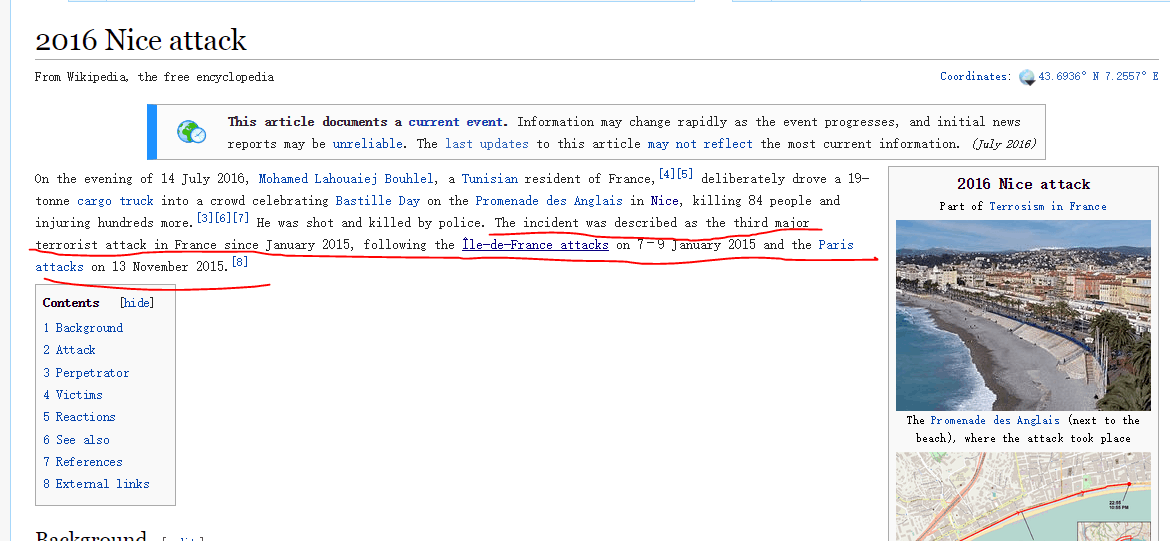 2016 Nice attack
From Wikipedia, the free encyclopedia
Coordinates: 43.6936° N 7.2557° E
This article documents a current event. Information may change rapidly as the event progresses, and initial news
reports may be unreliable. The last updates to this article may not reflect the most current information. (July 2016)
On the evening of 14 July 2016, Mohamed Lahouaiej Bouhlel, a Tunisian resident of France,[4][5] deliberately drove a 19-
tonne cargo truck into a crowd celebrating Bastille Day on the Promenade des Anglais in Nice, killing 84 people and
injuring hundreds more.[3][6][7] He was shot and killed by police. The incident was described as the third major
terrorist attack in France since January 2015, following the Île-de-France attacks on 7–9 January 2015 and the Paris
attacks on 13 November 2015.[8]
Contents [hide]
1 Background
2 Attack
3 Perpetrator
4 Victims
5 Reactions
6 See also
7 References
8 External links
Background
2016 Nice attack
Part of Terrosism in France
The Promenade des Anglais (next to the
beach), where the attack took place
22:55
10:55 PM